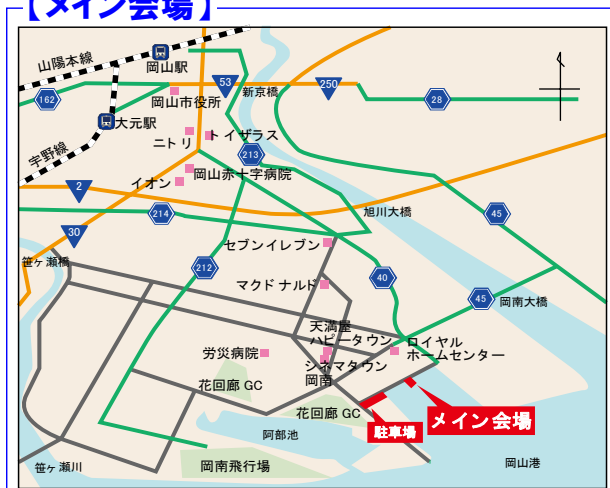 【メイン会場】
山陽本線
岡山駅
162
53
新京橋
250
28
岡山市役所
大元駅
ニトリ
トイザラス
宇野線
213
岡山赤十字病院
イオン
2
214
旭川大橋
45
30
セブンイレブン
笹ヶ瀬橋
212
40
マクドナルド
45
岡南大橋
天満屋
ハピータウン
ロイヤル
ホームセンター
労災病院
シネマタウン
岡南
花回廊 GC
花回廊 GC
メイン会場
駐車場
阿部池
笹ヶ瀬川
岡南飛行場
岡山港